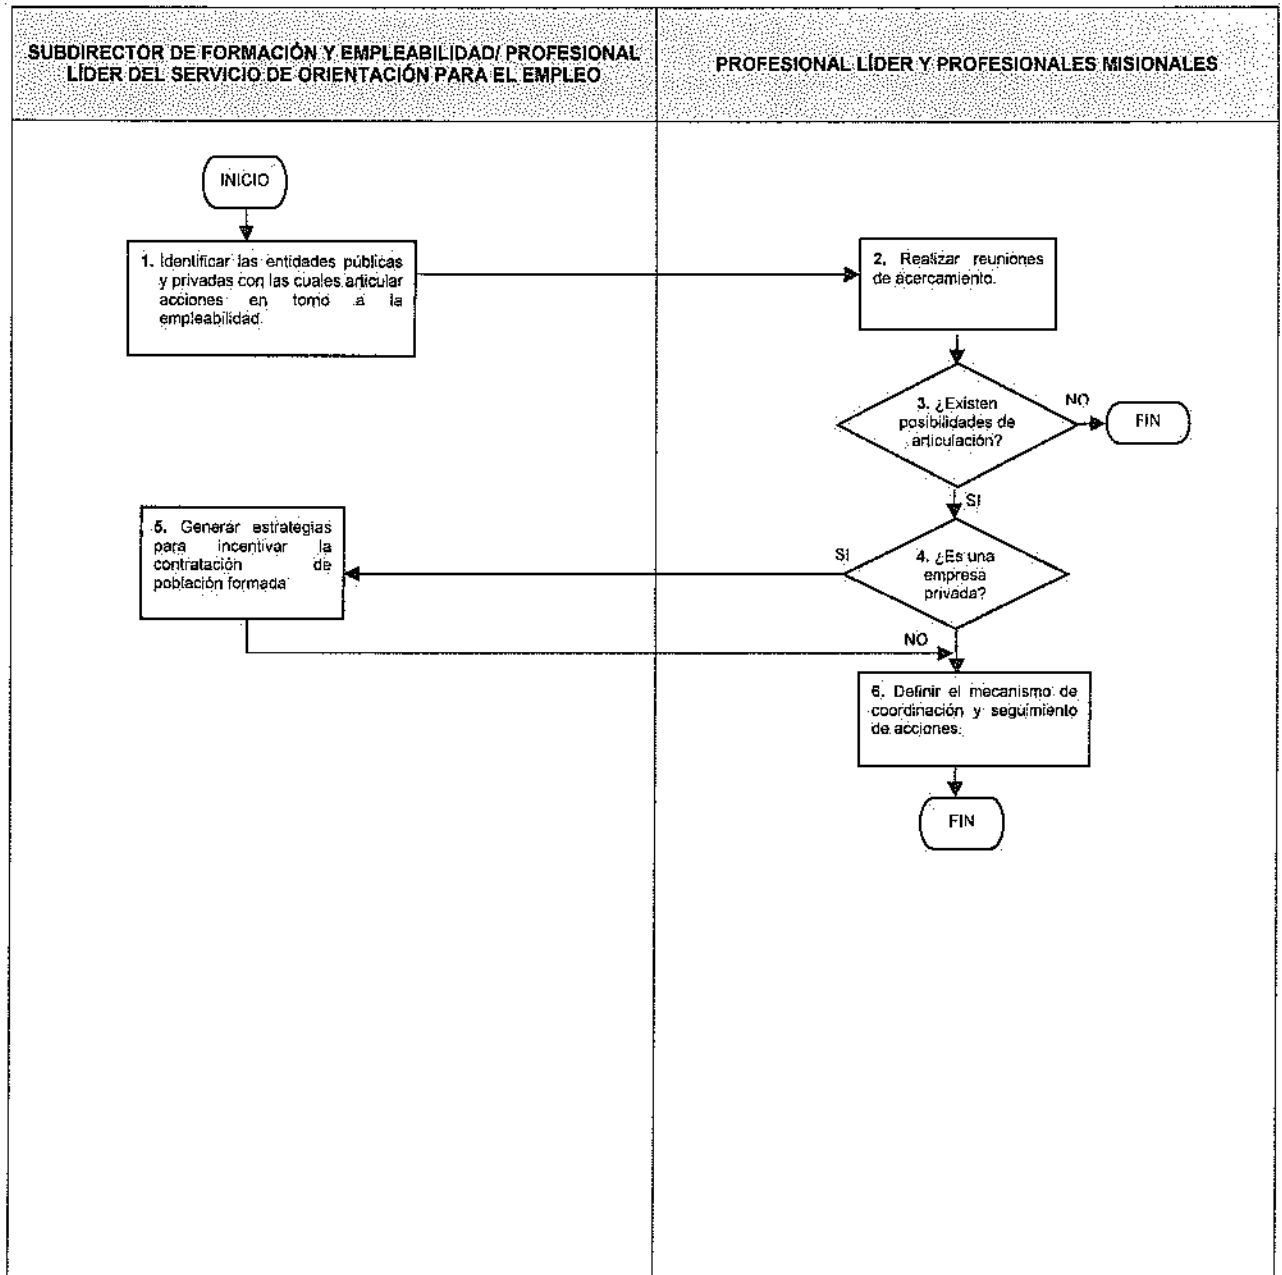 SUBDIRECTOR DE FORMACIÓN Y EMPLEABILIDAD/ PROFESIONAL
LÍDER DEL SERVICIO DE ORIENTACIÓN PARA EL EMPLEO
PROFESIONAL LÍDER Y PROFESIONALES MISIONALES
INICIO
1. Identificar las entidades públicas
y privadas con las cuales articular
acciones en torno a la
empleabilidad.
2. Realizar reuniones
de acercamiento.
3. ¿Existen
posibilidades de
articulación?
NO
FIN
SI
4. ¿Es una
empresa
privada?
SI
5. Generar estrategias
para incentivar la
contratación de
población formada
NO
6. Definir el mecanismo de
coordinación y seguimiento
de acciones.
FIN